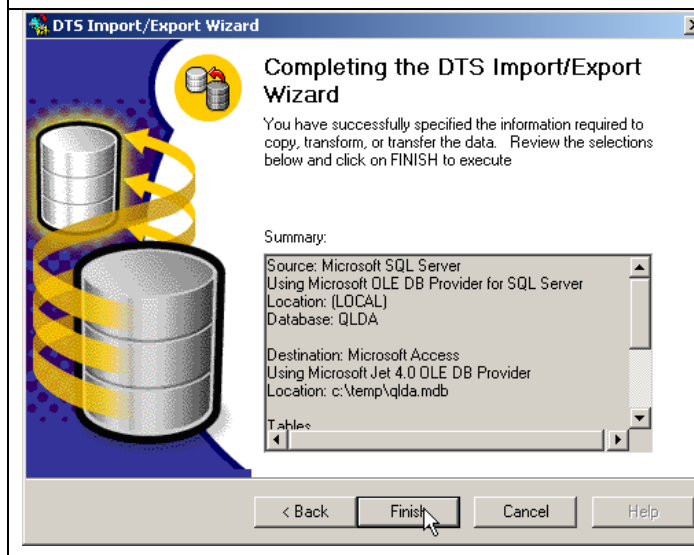 DTS Import/Export Wizard
Completing the DTS Import/Export
Wizard
You have successfully specified the information required to
copy, transform, or transfer the data. Review the selections
below and click on FINISH to execute
Summary:
Source: Microsoft SQL Server
Using Microsoft OLE DB Provider for SQL Server
Location: (LOCAL)
Database: QLDA
Destination: Microsoft Access
Using Microsoft Jet 4.0 OLE DB Provider
Location: c:\temp\qlda.mdb
Tables
< Back Finish Cancel Help